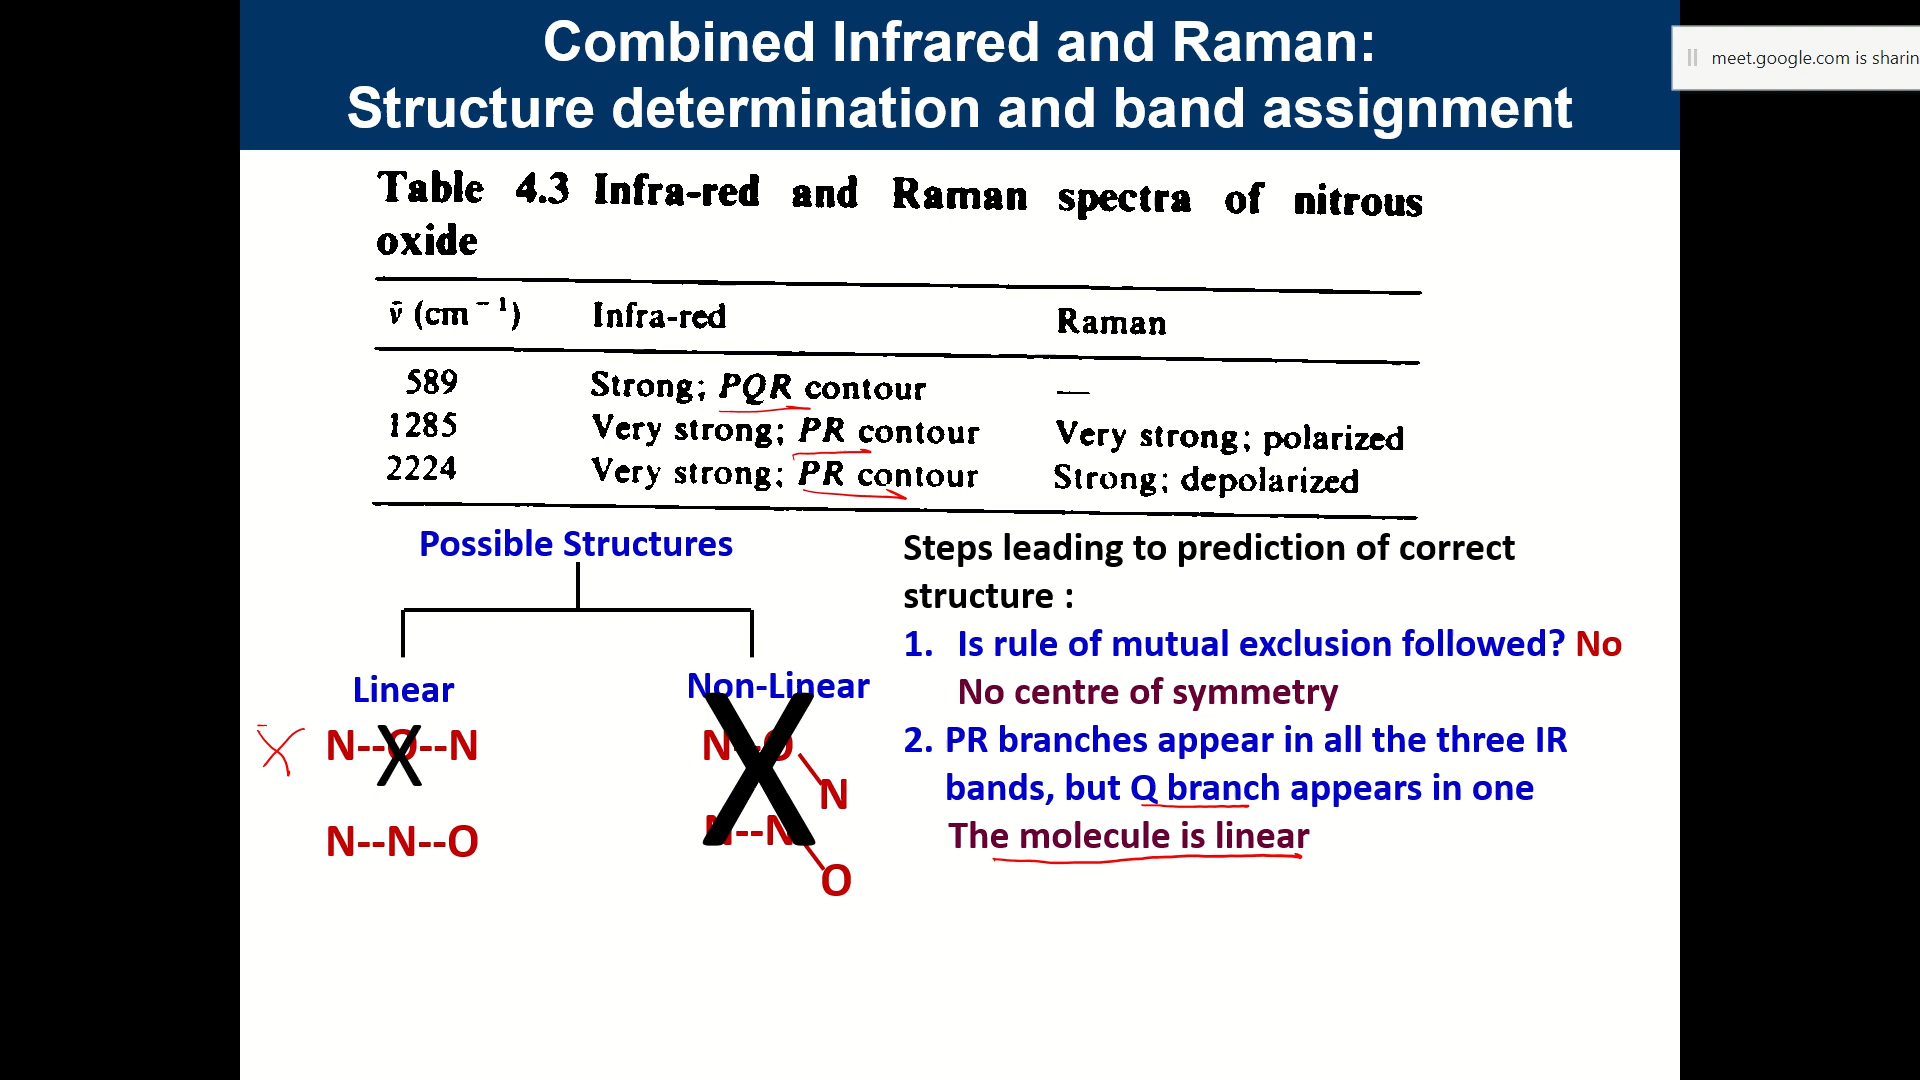 Combined Infrared and Raman:
Structure determination and band assignment
meet.google.com is sharin
Table 4.3 Infra-red and Raman spectra of nitrous
oxide
ν̄ (cm⁻¹) Infra-red Raman
589 Strong; PQR contour —
1285 Very strong; PR contour Very strong; polarized
2224 Very strong; PR contour Strong; depolarized
Possible Structures
Linear
Non-Linear
N--O--N
N--N--O
N--O
N
N--N
O
Steps leading to prediction of correct
structure :
1. Is rule of mutual exclusion followed? No
No centre of symmetry
2. PR branches appear in all the three IR
bands, but Q branch appears in one
The molecule is linear